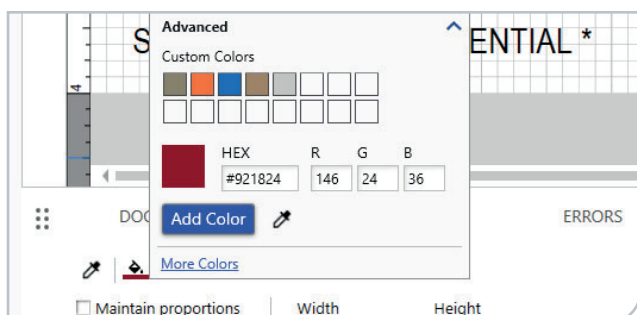 Advanced
S ENTIAL *
Custom Colors
4
HEX R G B
#921824 146 24 36
DOC ERRORS
Add Color
More Colors
Maintain proportions Width Height